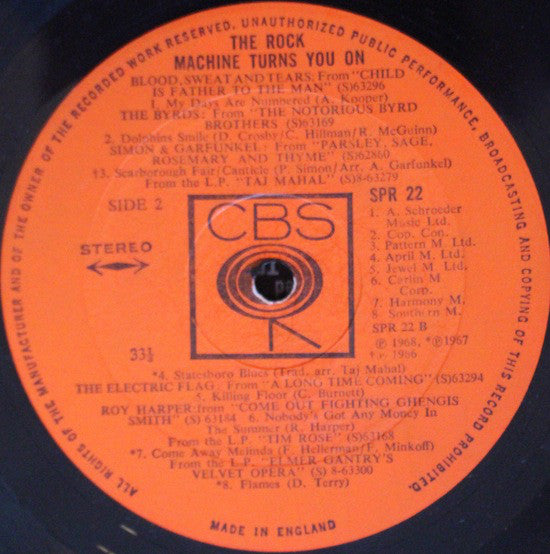 ALL RIGHTS OF THE MANUFACTURER AND OF THE OWNER OF THE RECORDED WORK RESERVED, UNAUTHORIZED PUBLIC PERFORMANCE, BROADCASTING AND COPYING OF THIS RECORD PROHIBITED.
THE ROCK
MACHINE TURNS YOU ON
BLOOD, SWEAT AND TEARS: From "CHILD
IS FATHER TO THE MAN" (S)63296
1. My Days Are Numbered (A. Kooper)
THE BYRDS: From "THE NOTORIOUS BYRD
BROTHERS (S)63169
2. Dolphins Smile (D. Crosby/C. Hillman/R. McGuinn)
SIMON & GARFUNKEL: From "PARSLEY, SAGE,
ROSEMARY AND THYME" (S)62860
†3. Scarborough Fair/Canticle (P. Simon/Arr. A. Garfunkel)
From the L.P. "TAJ MAHAL" (S)8-63279
SIDE 2
STEREO
33⅓
CBS
SPR 22
1. A. Schroeder
Music Ltd.
2. Cop. Con.
3. Pattern M. Ltd.
4. April M. Ltd.
5. Jewel M. Ltd.
6. Carlin M.
Corp.
7. Harmony M.
8. Southern M.
SPR 22 B
℗ 1968, *℗1967
†℗ 1966
*4. Statesboro Blues (Trad. arr. Taj Mahal)
THE ELECTRIC FLAG: From "A LONG TIME COMING" (S)63294
5. Killing Floor (C. Burnett)
ROY HARPER: from "COME OUT FIGHTING GHENGIS
SMITH" (S) 63184 6. Nobody's Got Any Money In
The Summer (R. Harper)
From the L.P. "TIM ROSE" (S)63168
*7. Come Away Melinda (F. Hellerman/F. Minkoff)
From the L.P. "ELMER GANTRY'S
VELVET OPERA" (S) 8-63300
*8. Flames (D. Terry)
MADE IN ENGLAND